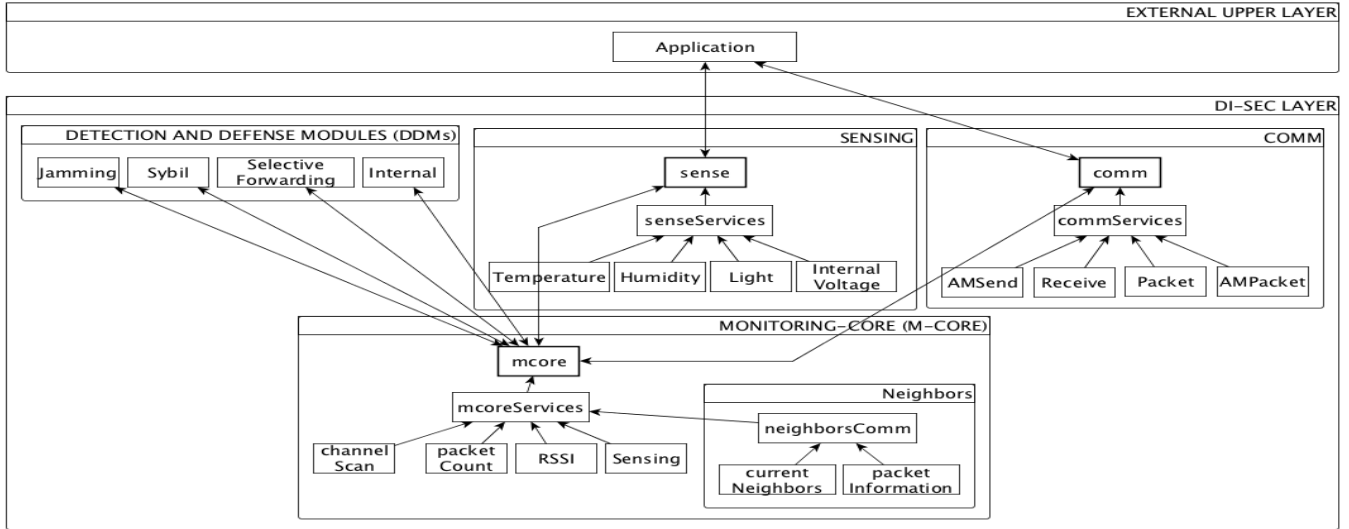 EXTERNAL UPPER LAYER
Application
DI-SEC LAYER
DETECTION AND DEFENSE MODULES (DDMs)
Jamming
Sybil
Selective
Forwarding
Internal
SENSING
sense
senseServices
Temperature
Humidity
Light
Internal
Voltage
COMM
comm
commServices
AMSend
Receive
Packet
AMPacket
MONITORING-CORE (M-CORE)
mcore
mcoreServices
channel
Scan
packet
Count
RSSI
Sensing
Neighbors
neighborsComm
current
Neighbors
packet
Information